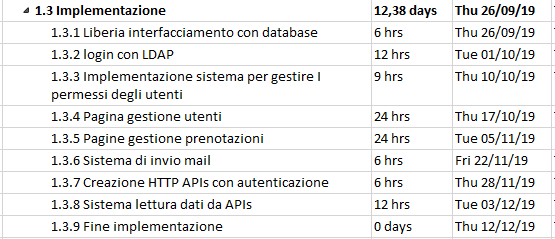 1.3 Implementazione 12,38 days Thu 26/09/19
1.3.1 Liberia interfacciamento con database 6 hrs Thu 26/09/19
1.3.2 login con LDAP 12 hrs Tue 01/10/19
1.3.3 Implementazione sistema per gestire I 9 hrs Thu 10/10/19
permessi degli utenti
1.3.4 Pagina gestione utenti 24 hrs Thu 17/10/19
1.3.5 Pagine gestione prenotazioni 24 hrs Tue 05/11/19
1.3.6 Sistema di invio mail 6 hrs Fri 22/11/19
1.3.7 Creazione HTTP APIs con autenticazione 6 hrs Thu 28/11/19
1.3.8 Sistema lettura dati da APIs 12 hrs Tue 03/12/19
1.3.9 Fine implementazione 0 days Thu 12/12/19